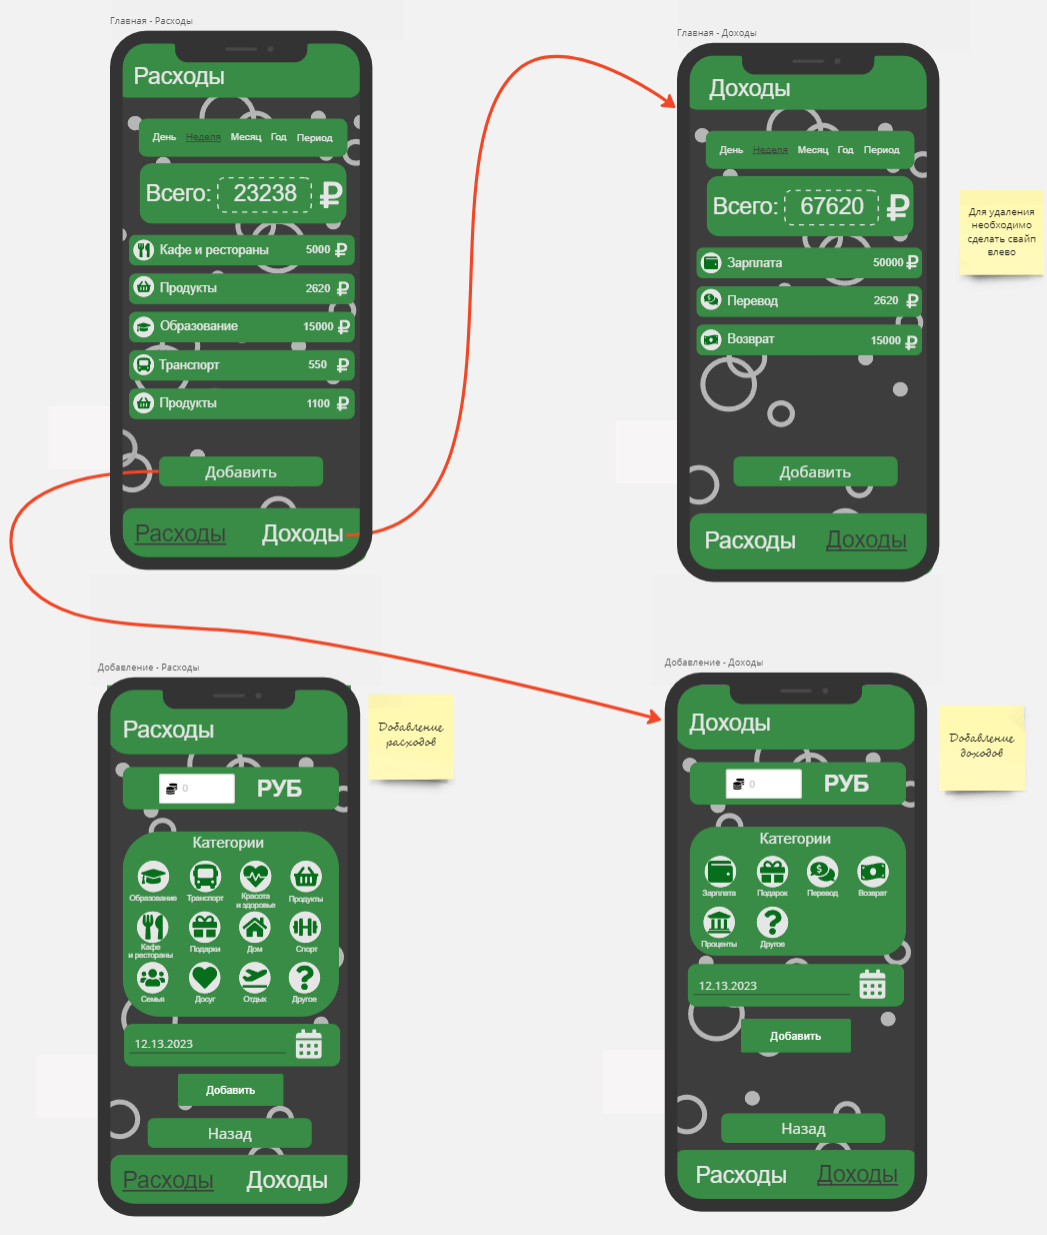 Главная - Расходы
Расходы
День Неделя Месяц Год Период
Всего: 23238 ₽
Кафе и рестораны 5000 ₽
Продукты 2620 ₽
Образование 15000 ₽
Транспорт 550 ₽
Продукты 1100 ₽
Добавить
Расходы Доходы
Главная - Доходы
Доходы
День Неделя Месяц Год Период
Всего: 67620 ₽
Зарплата 50000 ₽
Перевод 2620 ₽
Возврат 15000 ₽
Добавить
Расходы Доходы
Для удаления
необходимо
сделать свайп
влево
Добавление - Расходы
Расходы
0 РУБ
Категории
Образование Транспорт Красота
и здоровье Продукты
Кафе
и рестораны Подарки Дом Спорт
Семья Досуг Отдых Другое
12.13.2023
Добавить
Назад
Расходы Доходы
Добавление
расходов
Добавление - Доходы
Доходы
0 РУБ
Категории
Зарплата Подарок Перевод Возврат
Проценты Другое
12.13.2023
Добавить
Назад
Расходы Доходы
Добавление
доходов